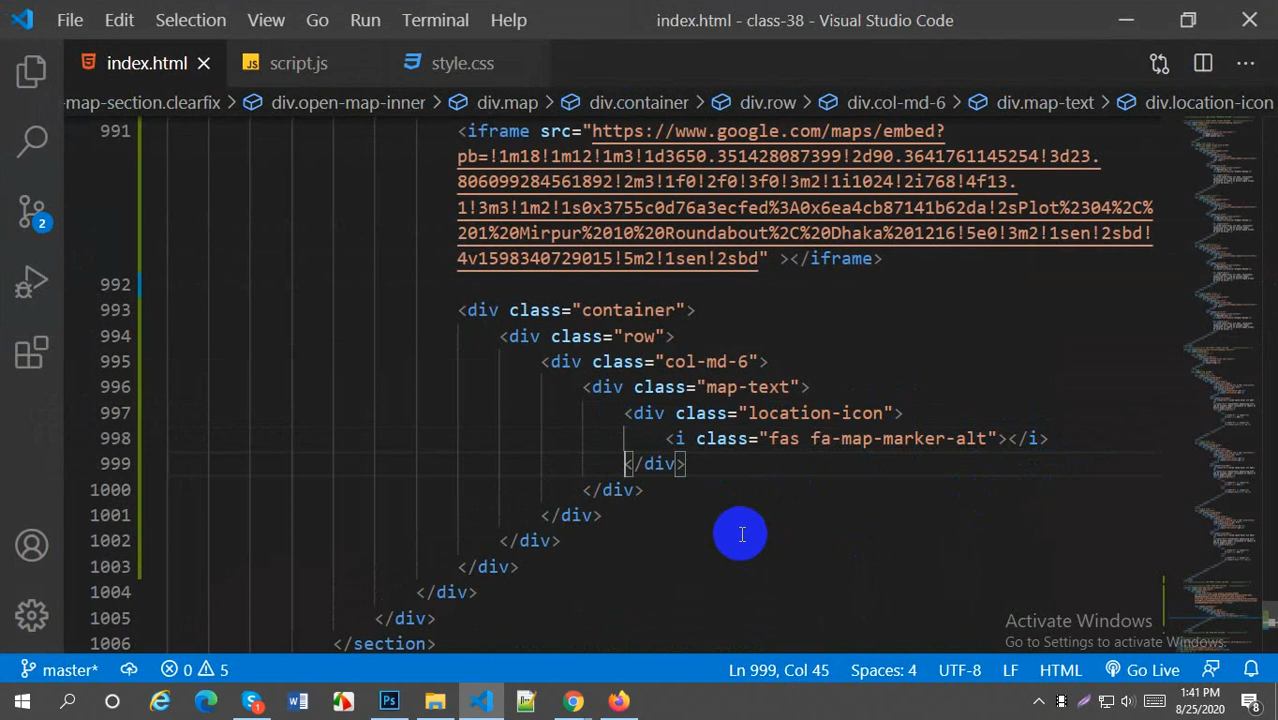 File Edit Selection View Go Run Terminal Help index.html - class-38 - Visual Studio Code
index.html JS script.js style.css
-map-section.clearfix > div.open-map-inner > div.map > div.container > div.row > div.col-md-6 > div.map-text > div.location-icon
991 <iframe src="https://www.google.com/maps/embed?
pb=!1m18!1m12!1m3!1d3650.351428087399!2d90.3641761145254!3d23.
806099284561892!2m3!1f0!2f0!3f0!3m2!1i1024!2i768!4f13.
1!3m3!1m2!1s0x3755c0d76a3ecfed%3A0x6ea4cb87141b62da!2sPlot%2304%2C%
201%20Mirpur%2010%20Roundabout%2C%20Dhaka%201216!5e0!3m2!1sen!2sbd!
4v1598340729015!5m2!1sen!2sbd" ></iframe>
992
993 <div class="container">
994 <div class="row">
995 <div class="col-md-6">
996 <div class="map-text">
997 <div class="location-icon">
998 <i class="fas fa-map-marker-alt"></i>
999 </div>
1000 </div>
1001 </div>
1002 </div>
1003 </div>
1004 </div>
1005 </div>
1006 </section>
Activate Windows
Go to Settings to activate Windows.
2
master* 0 5 Ln 999, Col 45 Spaces: 4 UTF-8 LF HTML Go Live
1:41 PM
8/25/2020
8